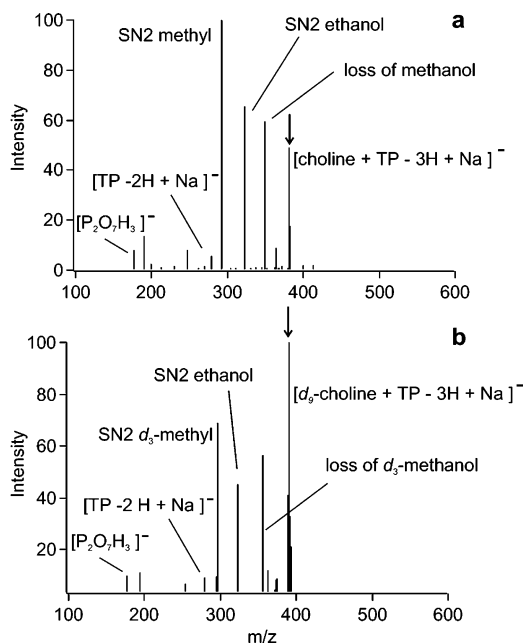 a
100
80
60
40
20
0
Intensity
SN2 methyl
SN2 ethanol
loss of methanol
[choline + TP - 3H + Na ]⁻
[TP -2H + Na ]⁻
[P₂O₇H₃ ]⁻
100 200 300 400 500 600
b
100
80
60
40
20
Intensity
SN2 ethanol
[d₉-choline + TP - 3H + Na ]⁻
SN2 d₃-methyl
loss of d₃-methanol
[TP -2 H + Na ]⁻
[P₂O₇H₃ ]⁻
100 200 300 400 500 600
m/z